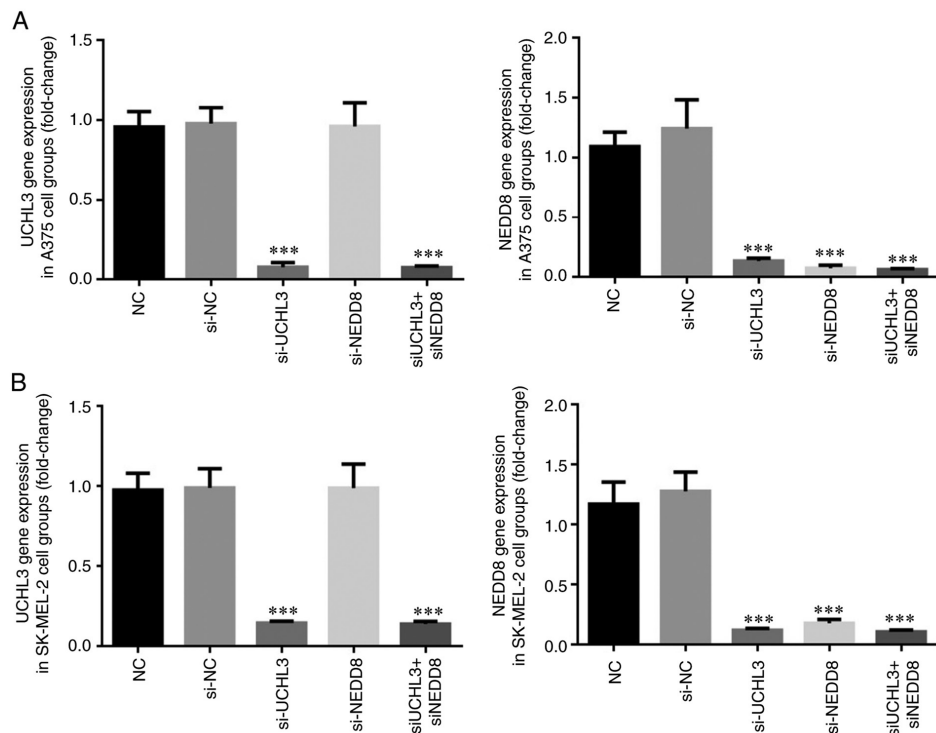 A
UCHL3 gene expression
in A375 cell groups (fold-change)
1.5
1.0
0.5
0.0
***
***
NC
si-NC
si-UCHL3
si-NEDD8
siUCHL3+
siNEDD8
NEDD8 gene expression
in A375 cell groups (fold-change)
2.0
1.5
1.0
0.5
0.0
***
***
***
NC
si-NC
si-UCHL3
si-NEDD8
siUCHL3+
siNEDD8
B
UCHL3 gene expression
in SK-MEL-2 cell groups (fold-change)
1.5
1.0
0.5
0.0
***
***
NC
si-NC
si-UCHL3
si-NEDD8
siUCHL3+
siNEDD8
NEDD8 gene expression
in SK-MEL-2 cell groups (fold-change)
2.0
1.5
1.0
0.5
0.0
***
***
***
NC
si-NC
si-UCHL3
si-NEDD8
siUCHL3+
siNEDD8